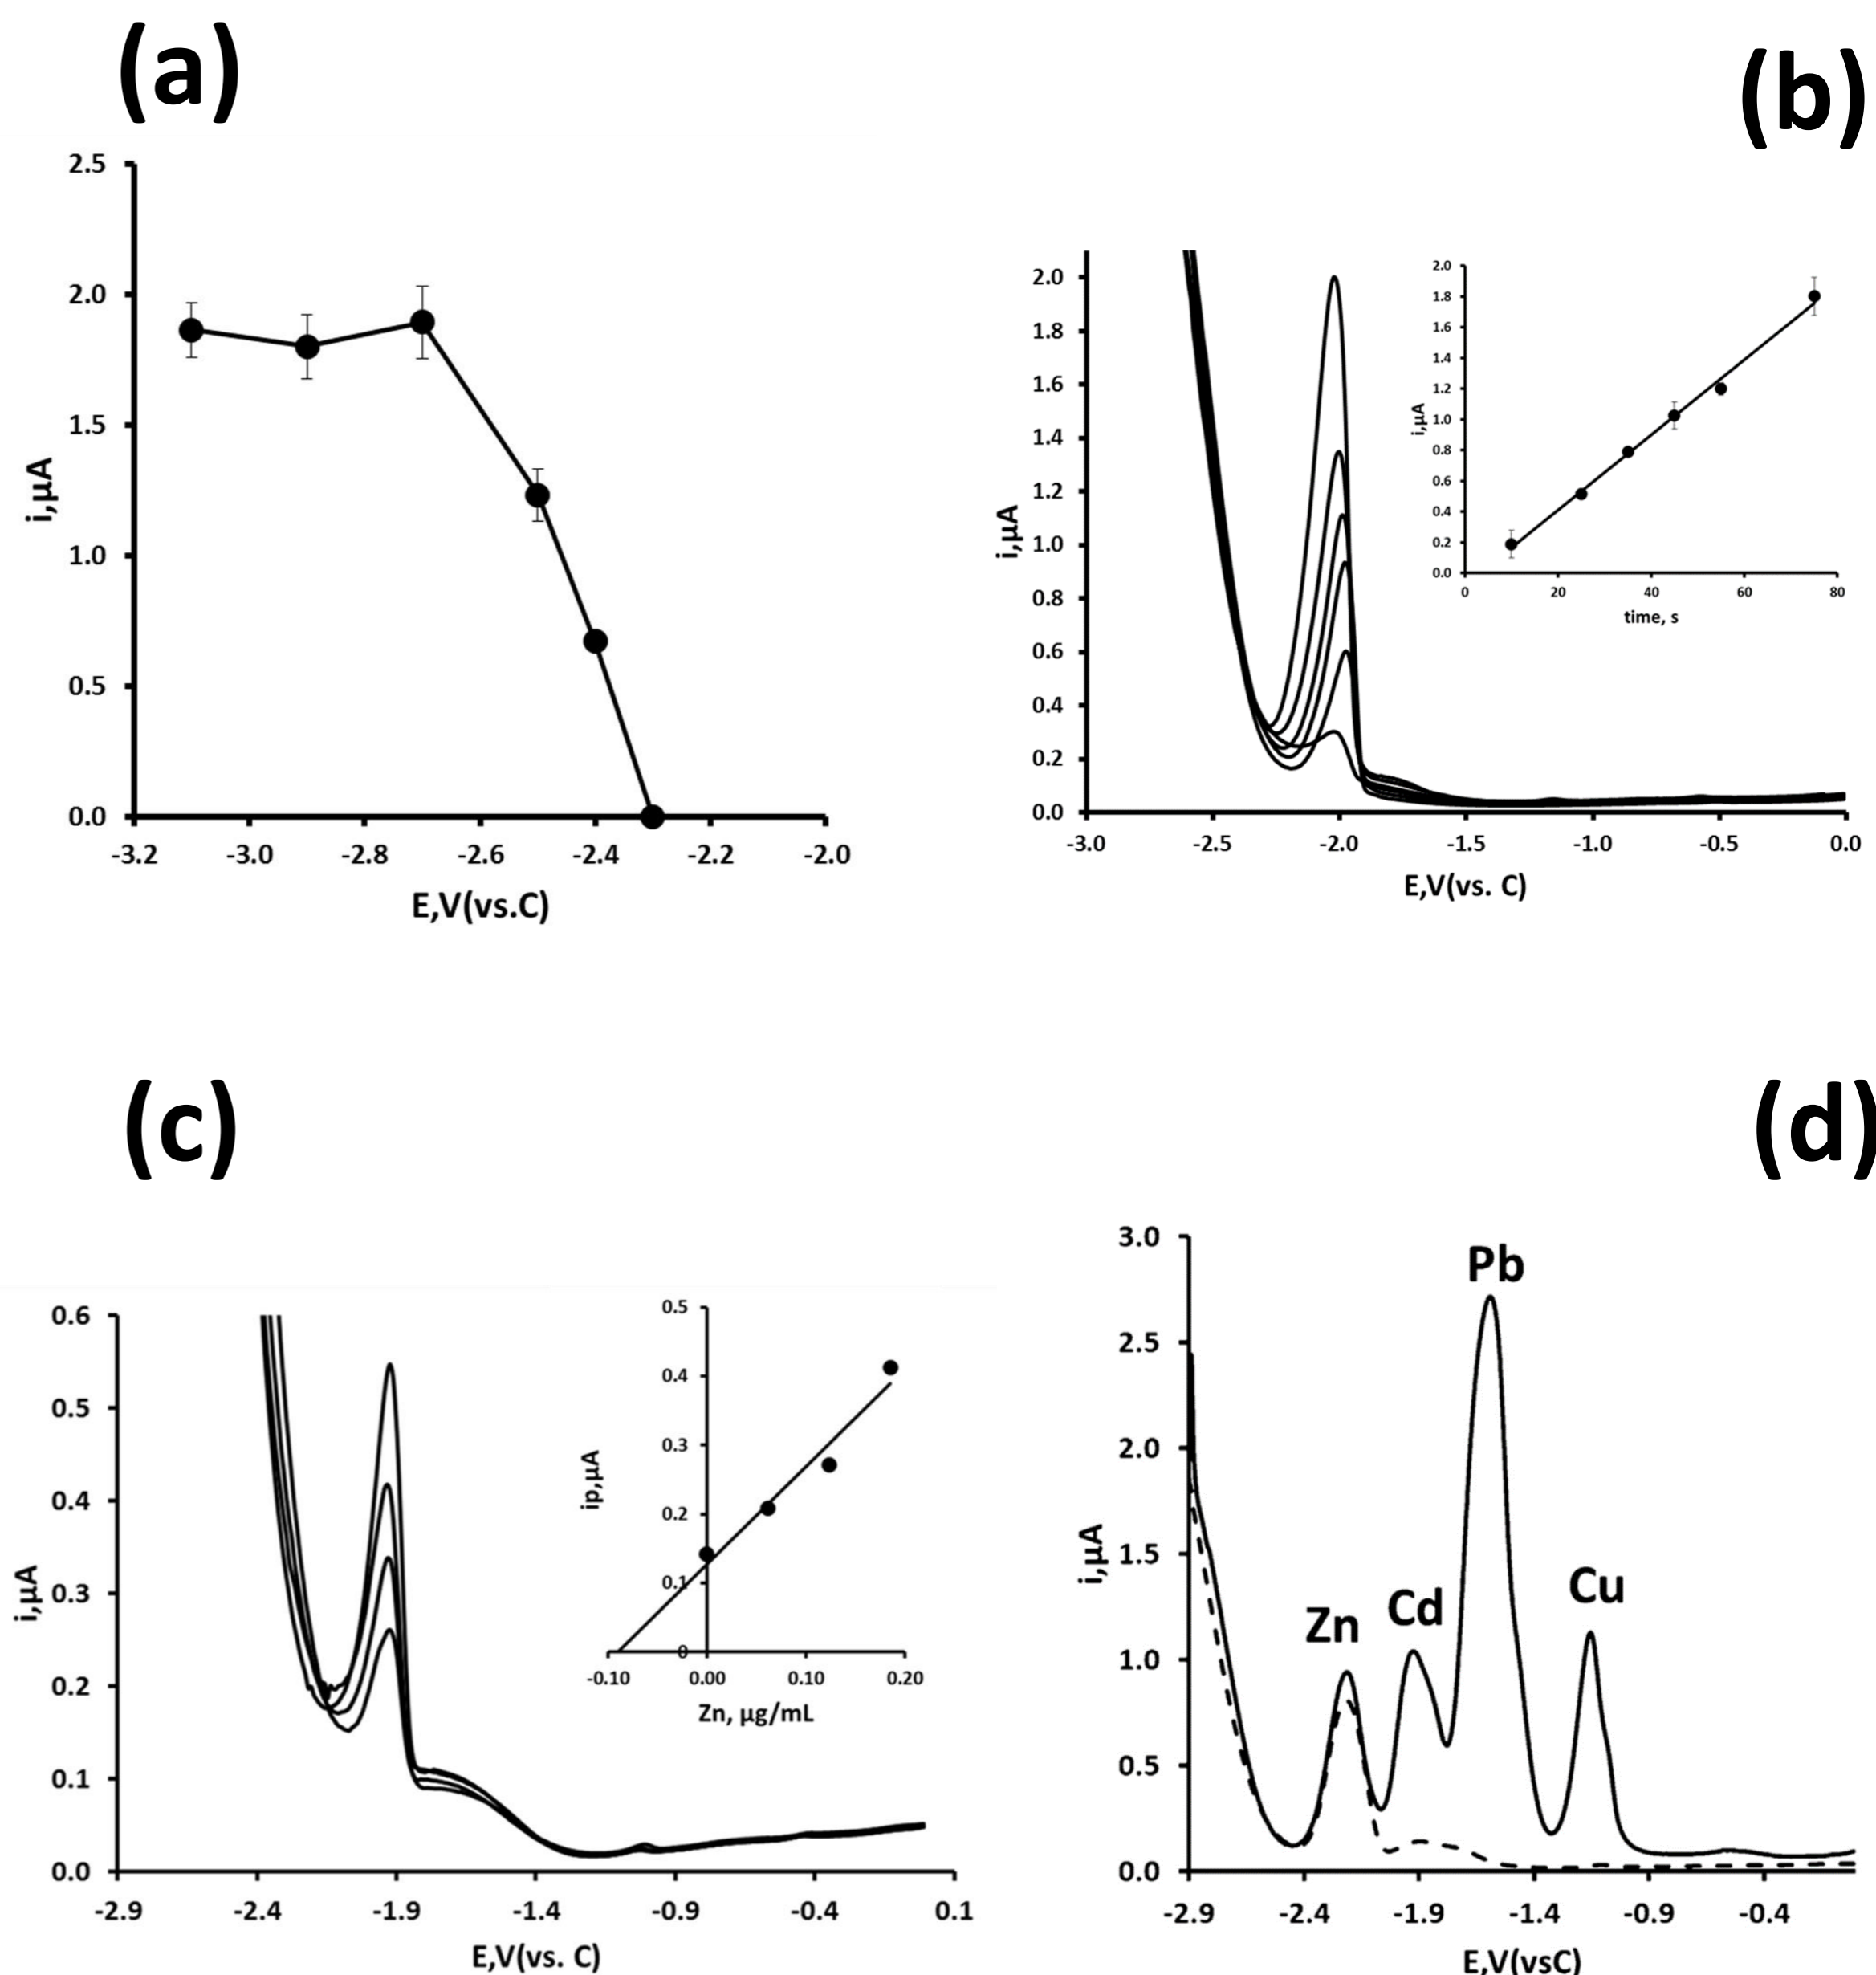 (a)
2.5
2.0
1.5
1.0
0.5
0.0
i,µA
-3.2 -3.0 -2.8 -2.6 -2.4 -2.2 -2.0
E,V(vs.C)
(b)
2.0
1.8
1.6
1.4
1.2
1.0
0.8
0.6
0.4
0.2
0.0
i,µA
-3.0 -2.5 -2.0 -1.5 -1.0 -0.5 0.0
E,V(vs. C)
2.0
1.8
1.6
1.4
1.2
1.0
0.8
0.6
0.4
0.2
0.0
i,µA
0 20 40 60 80
time, s
(c)
0.6
0.5
0.4
0.3
0.2
0.1
0.0
i,µA
-2.9 -2.4 -1.9 -1.4 -0.9 -0.4 0.1
E,V(vs. C)
0.5
0.4
0.3
0.2
0.1
0
ip,µA
-0.10 0.00 0.10 0.20
Zn, µg/mL
(d)
3.0
2.5
2.0
1.5
1.0
0.5
0.0
i,µA
Pb
Cu
Cd
Zn
-2.9 -2.4 -1.9 -1.4 -0.9 -0.4
E,V(vsC)